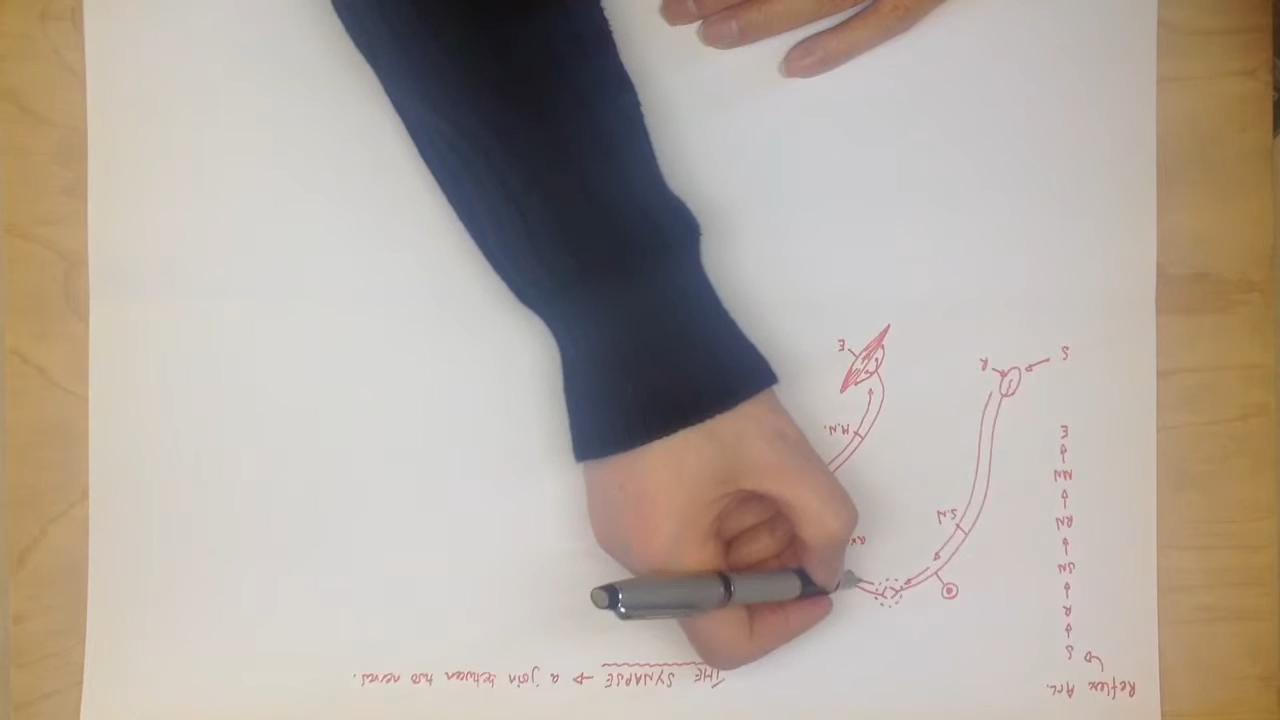 THE SYNAPSE → a join between two nerves.
Reflex Arc.
S → R → SN → RN → MN → E
S
R
S.N
M.N.
E